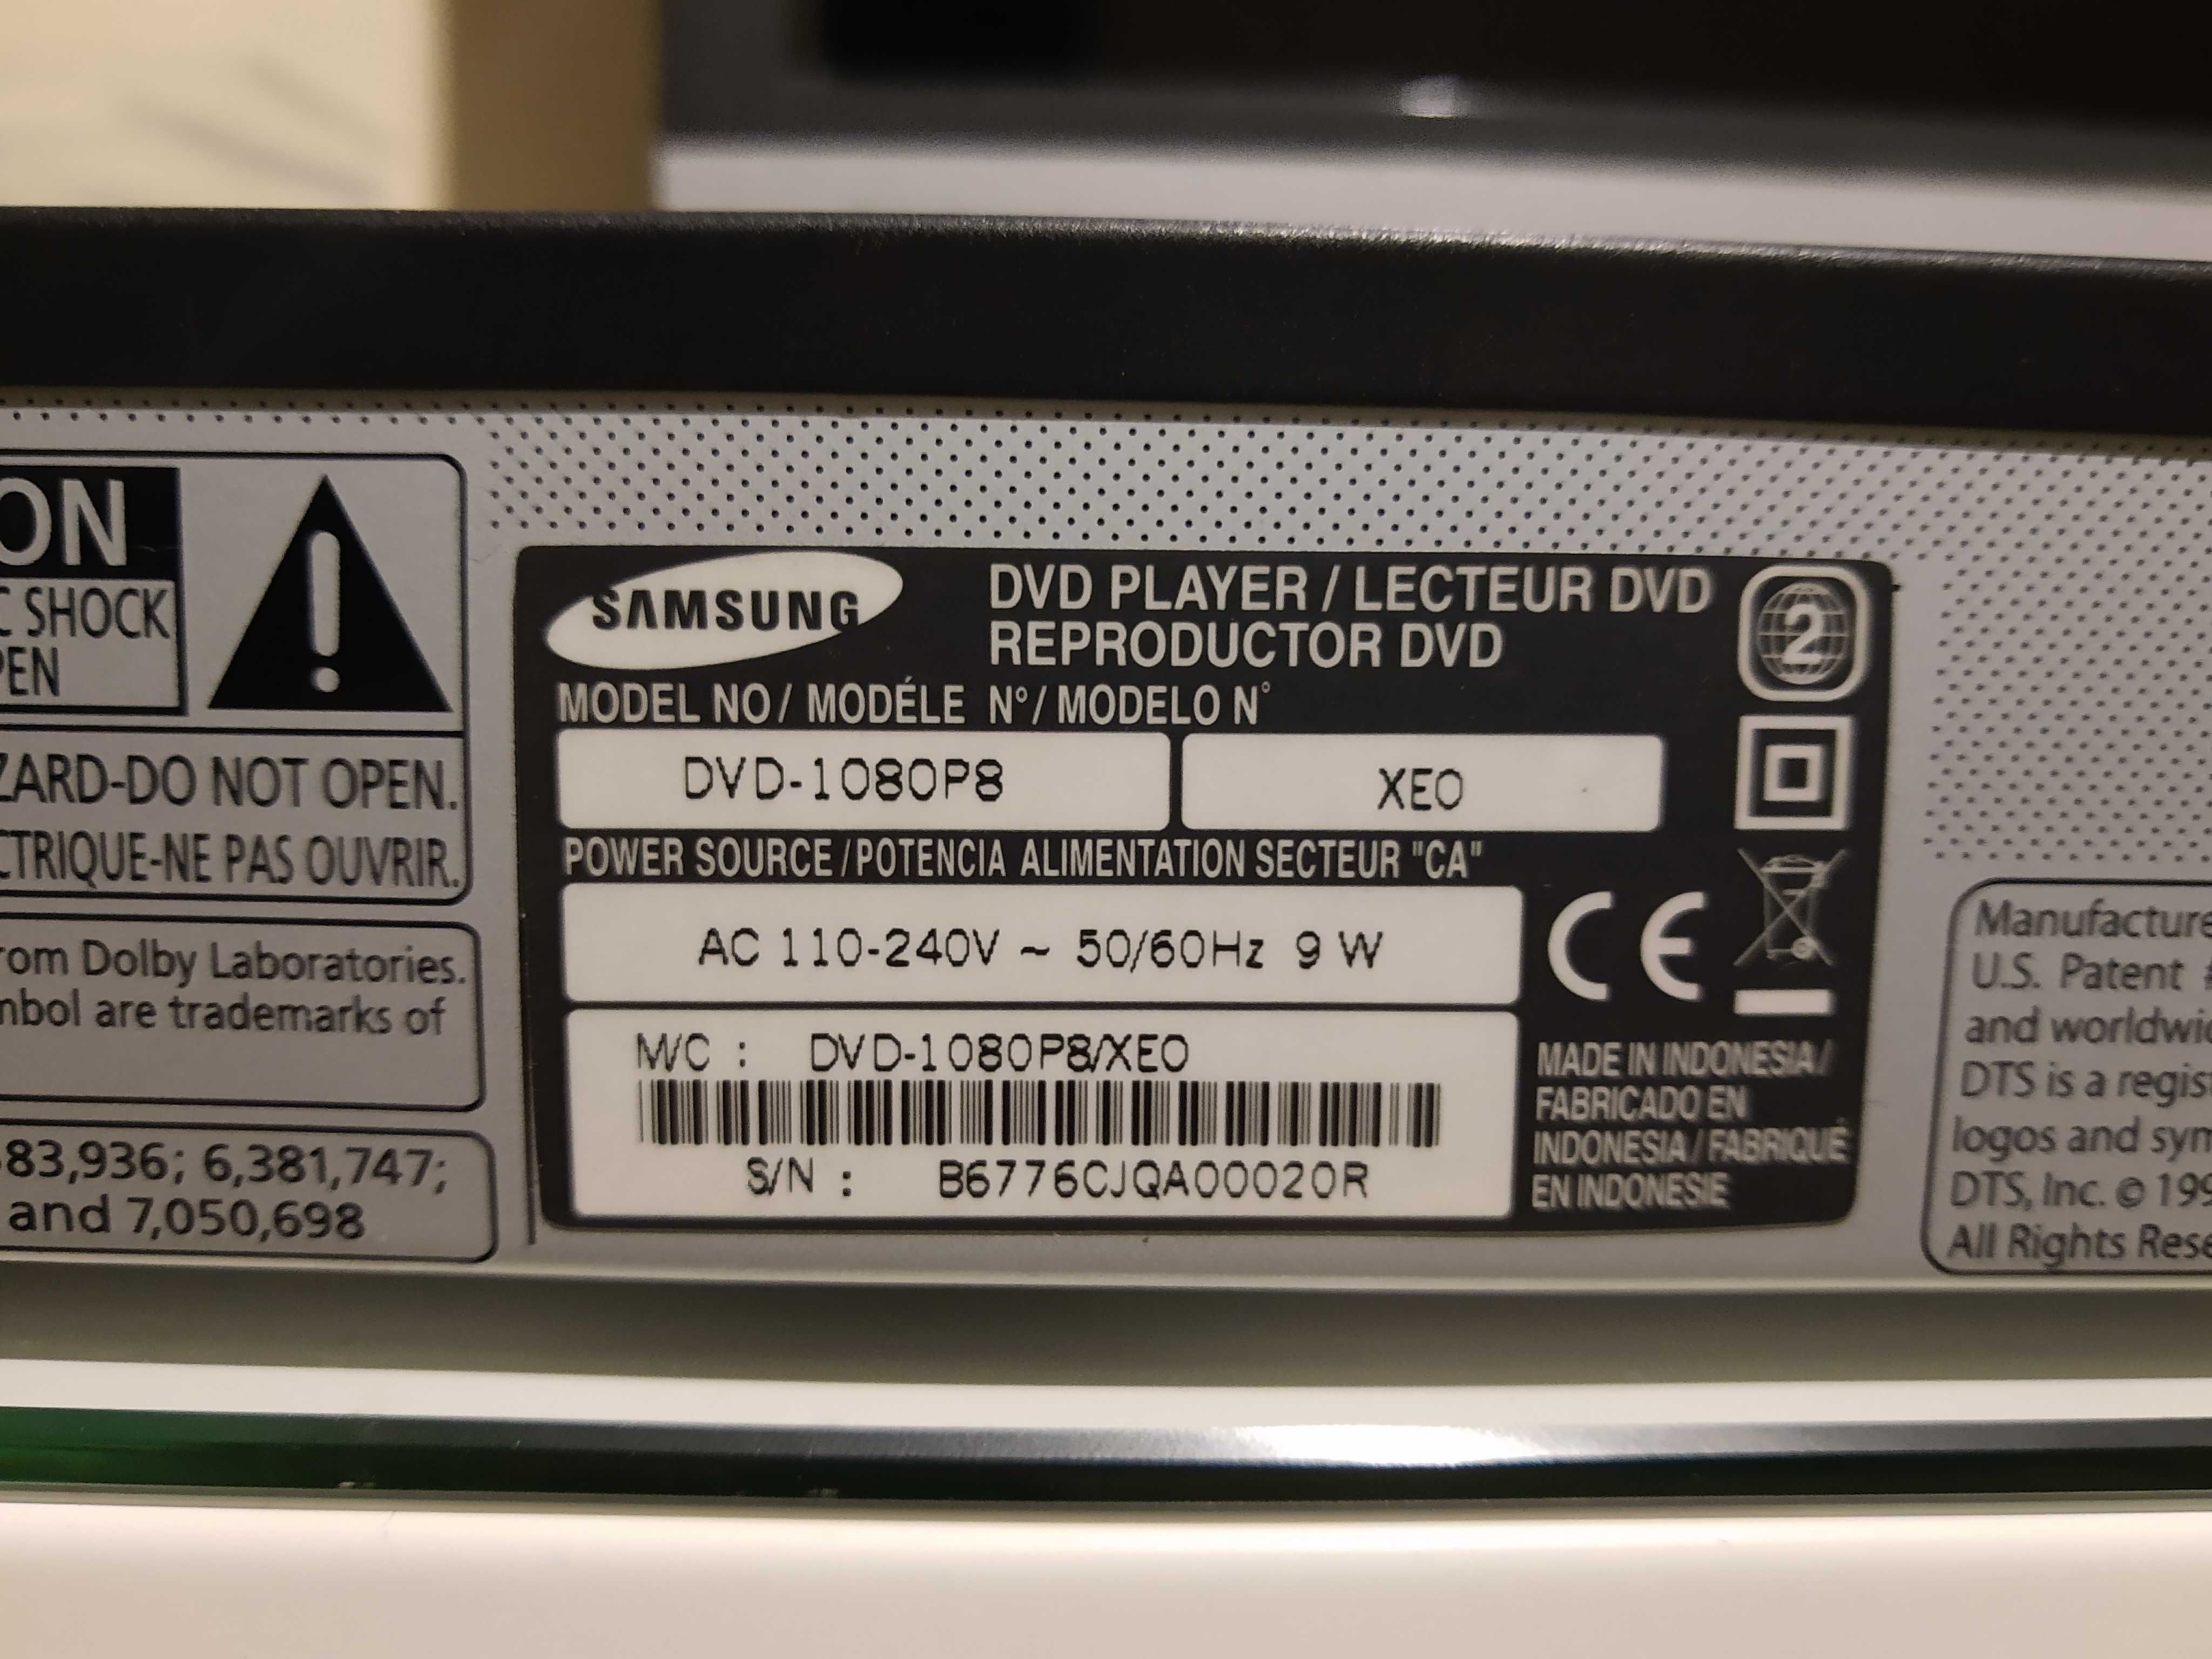 ON
C SHOCK
PEN
ZARD-DO NOT OPEN.
CTRIQUE-NE PAS OUVRIR.
rom Dolby Laboratories.
mbol are trademarks of
83,936; 6,381,747;
and 7,050,698
SAMSUNG
DVD PLAYER / LECTEUR DVD
REPRODUCTOR DVD
2
MODEL NO / MODÉLE N° / MODELO N°
DVD-1080P8
XEO
POWER SOURCE / POTENCIA ALIMENTATION SECTEUR "CA"
AC 110-240V ~ 50/60Hz 9 W
CE
M/C : DVD-1080P8/XEO
S/N : B6776CJQA00020R
MADE IN INDONESIA /
FABRICADO EN
INDONESIA / FABRIQUÉ
EN INDONESIE
Manufacture
U.S. Patent #
and worldwi
DTS is a regist
logos and sym
DTS, Inc. © 199
All Rights Rese